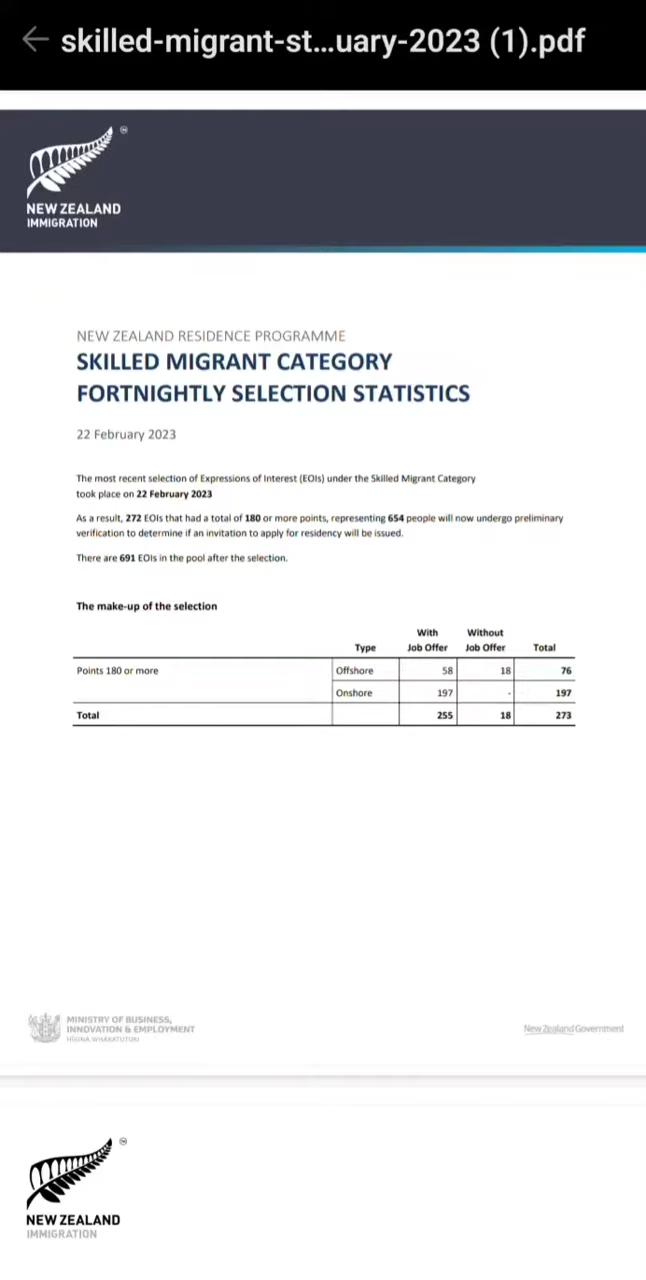 ← skilled-migrant-st...uary-2023 (1).pdf
NEW ZEALAND
IMMIGRATION
NEW ZEALAND RESIDENCE PROGRAMME
SKILLED MIGRANT CATEGORY
FORTNIGHTLY SELECTION STATISTICS
22 February 2023
The most recent selection of Expressions of Interest (EOIs) under the Skilled Migrant Category
took place on 22 February 2023
As a result, 272 EOIs that had a total of 180 or more points, representing 654 people will now undergo preliminary
verification to determine if an invitation to apply for residency will be issued.
There are 691 EOIs in the pool after the selection.
The make-up of the selection
With Without
Type Job Offer Job Offer Total
Points 180 or more Offshore 58 18 76
Onshore 197 - 197
Total 255 18 273
MINISTRY OF BUSINESS,
INNOVATION & EMPLOYMENT
HĪKINA WHAKATUTUKI
New Zealand Government
NEW ZEALAND
IMMIGRATION